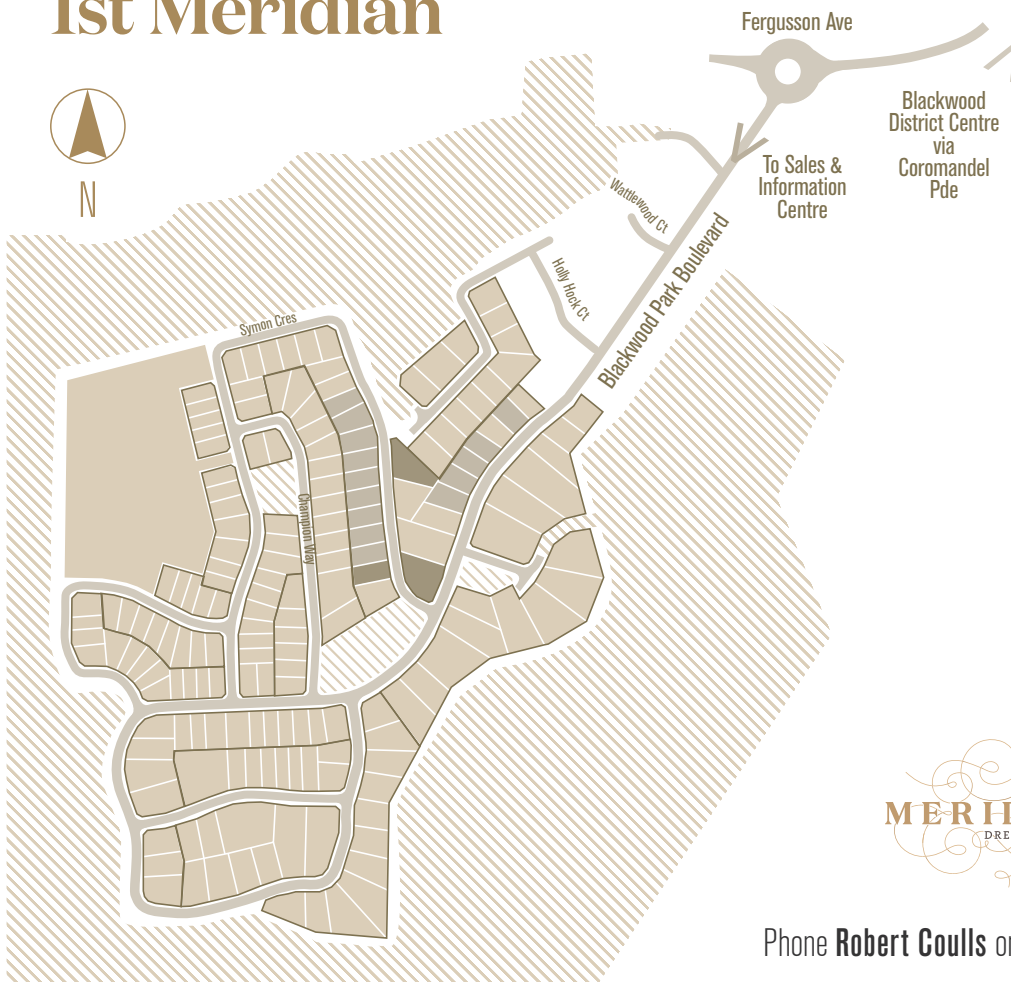 1st Meridian
Fergusson Ave
N
Blackwood
District Centre
via
Coromandel
Pde
To Sales &
Information
Centre
Wattlewood Ct
Holly Hock Ct
Blackwood Park Boulevard
Symon Cres
Champion Way
MERI
DRE
Phone Robert Coulls or